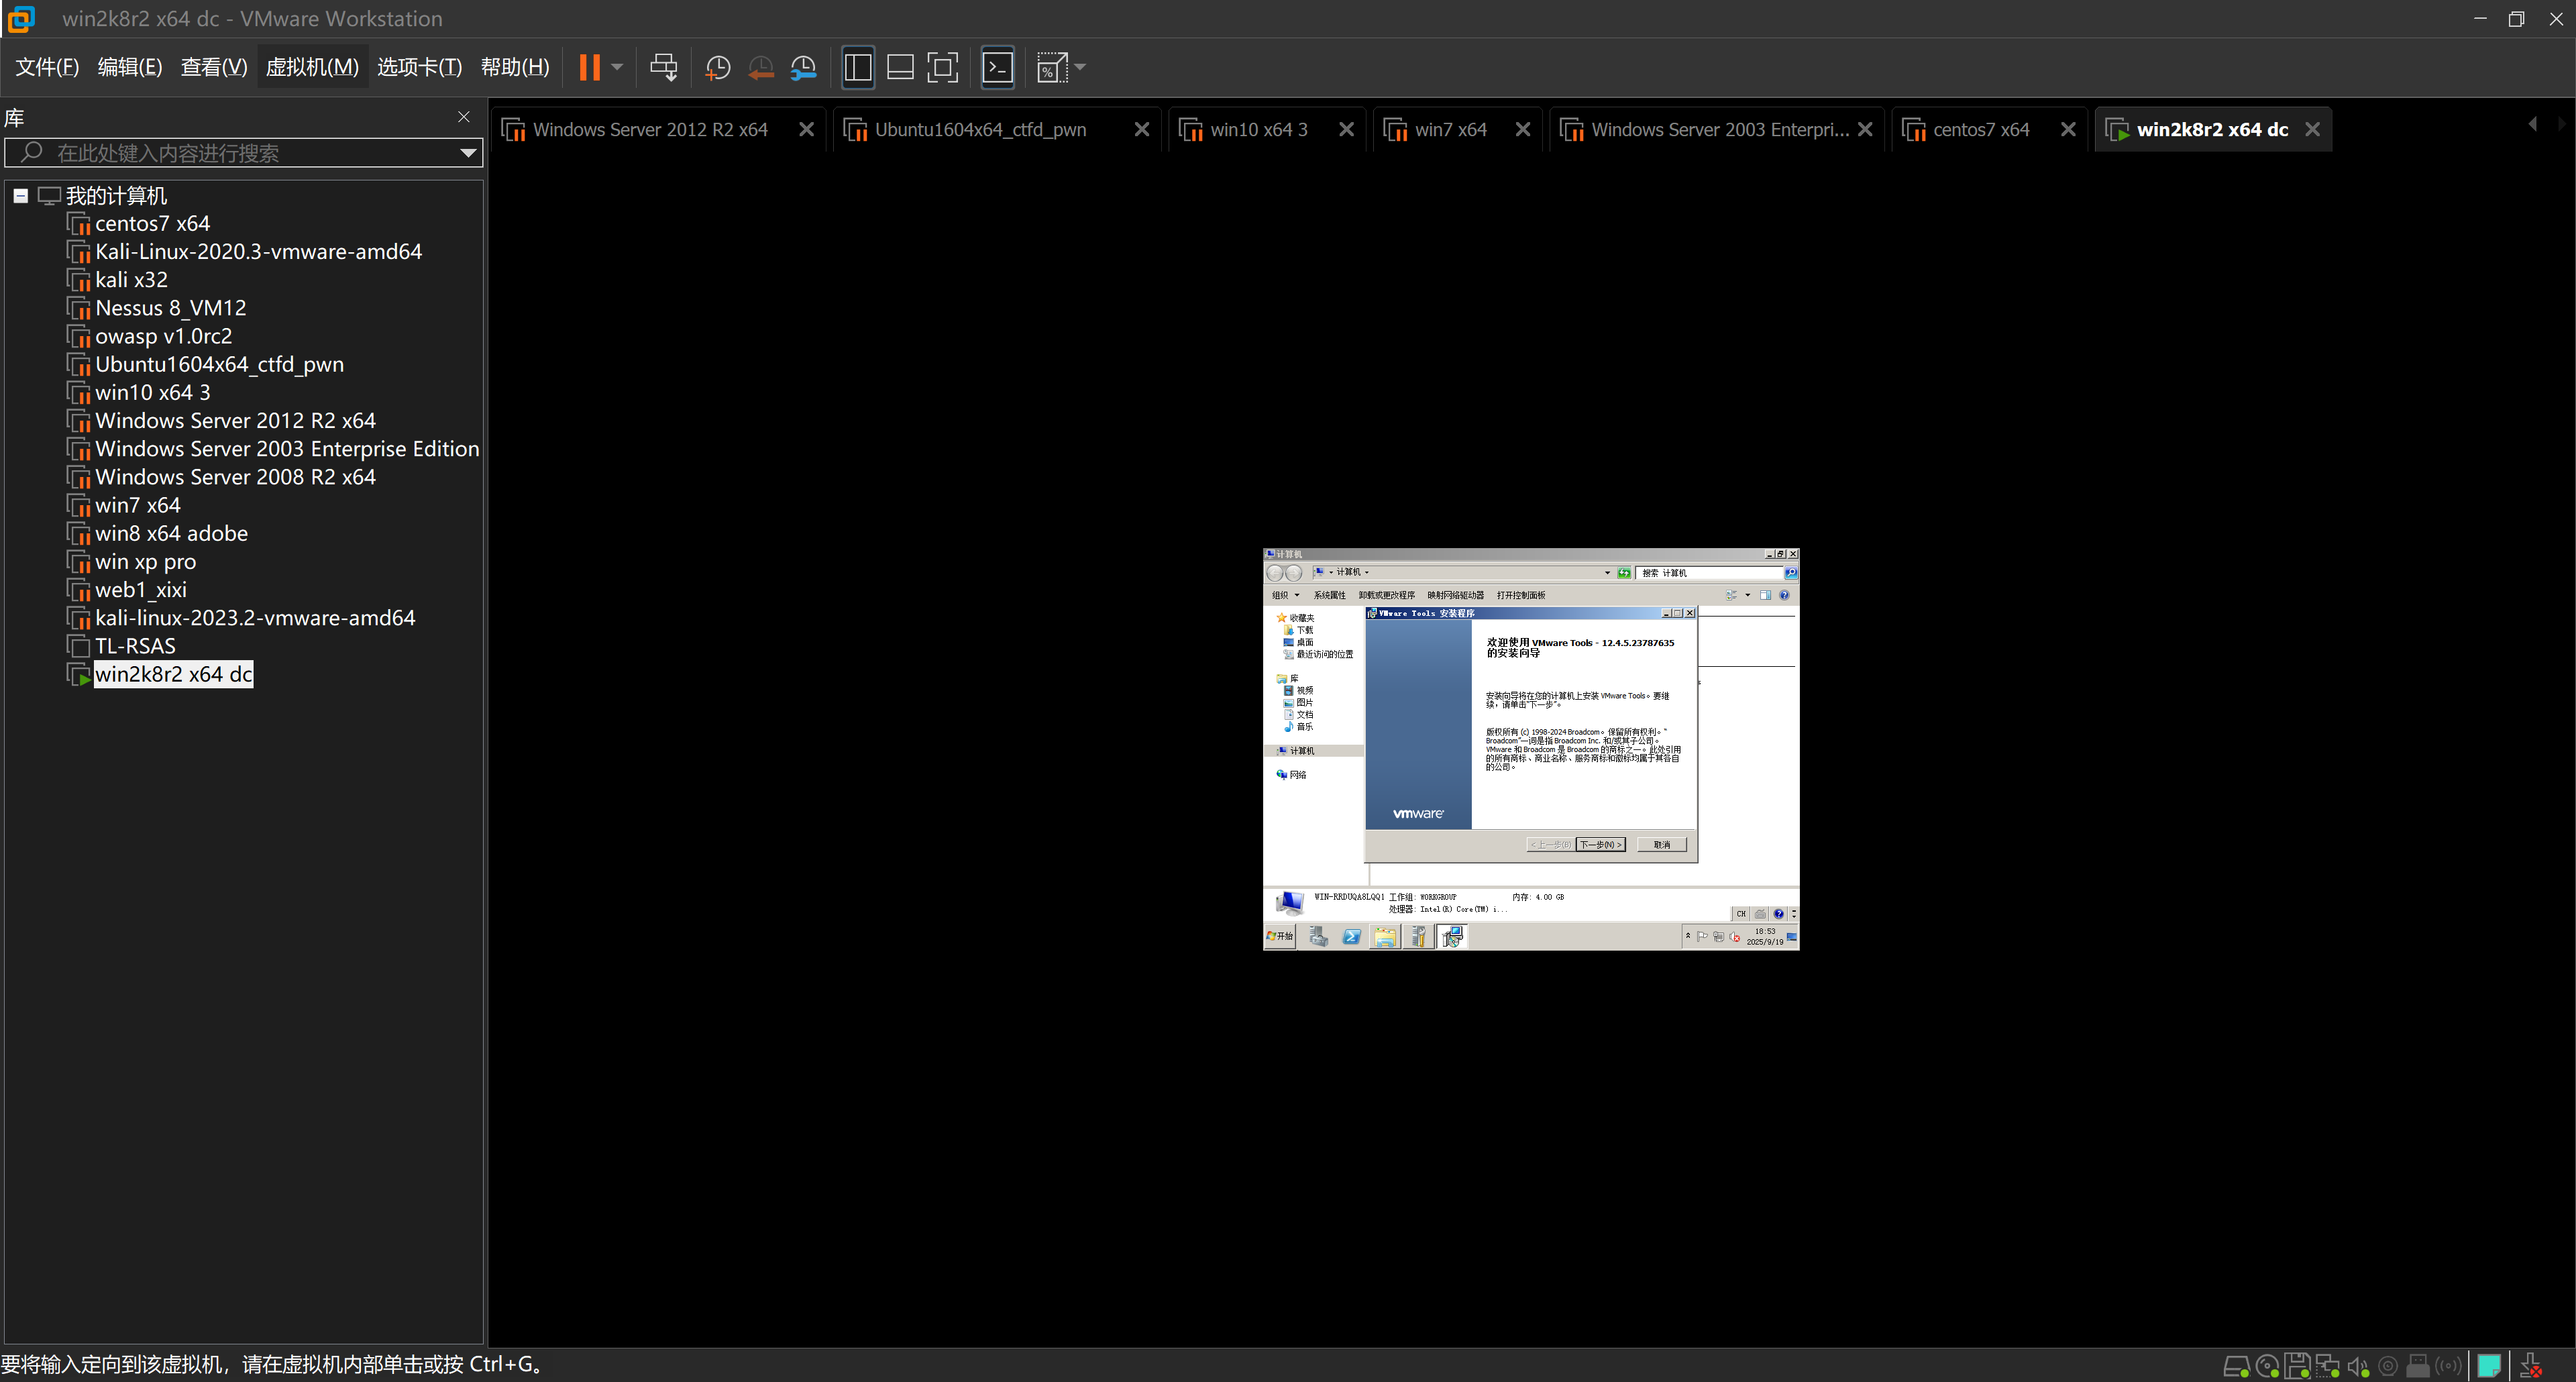 win2k8r2 x64 dc - VMware Workstation
文件(F) 编辑(E) 查看(V) 虚拟机(M) 选项卡(T) 帮助(H)
库
在此处键入内容进行搜索
我的计算机
centos7 x64
Kali-Linux-2020.3-vmware-amd64
kali x32
Nessus 8_VM12
owasp v1.0rc2
Ubuntu1604x64_ctfd_pwn
win10 x64 3
Windows Server 2012 R2 x64
Windows Server 2003 Enterprise Edition
Windows Server 2008 R2 x64
win7 x64
win8 x64 adobe
win xp pro
web1_xixi
kali-linux-2023.2-vmware-amd64
TL-RSAS
win2k8r2 x64 dc
Windows Server 2012 R2 x64 Ubuntu1604x64_ctfd_pwn win10 x64 3 win7 x64 Windows Server 2003 Enterpri... centos7 x64 win2k8r2 x64 dc
计算机
计算机
搜索 计算机
组织 系统属性 卸载或更改程序 映射网络驱动器 打开控制面板
收藏夹
下载
桌面
最近访问的位置
库
视频
图片
文档
音乐
计算机
网络
VMware Tools 安装程序
欢迎使用 VMware Tools - 12.4.5.23787635
的安装向导
安装向导将在您的计算机上安装 VMware Tools。要继
续，请单击“下一步”。
版权所有 (c) 1998-2024 Broadcom。保留所有权利。“
Broadcom”一词是指 Broadcom Inc. 和/或其子公司。
VMware 和 Broadcom 是 Broadcom 的商标之一。此处引用
的所有商标、商业名称、服务商标和徽标均属于其各自
的公司。
vmware
< 上一步(B) 下一步(N) > 取消
WIN-RRDUQA8LQQ1 工作组: WORKGROUP 内存: 4.00 GB
处理器: Intel(R) Core(TM) i...
CH
开始
18:53
2025/9/19
要将输入定向到该虚拟机，请在虚拟机内部单击或按 Ctrl+G。